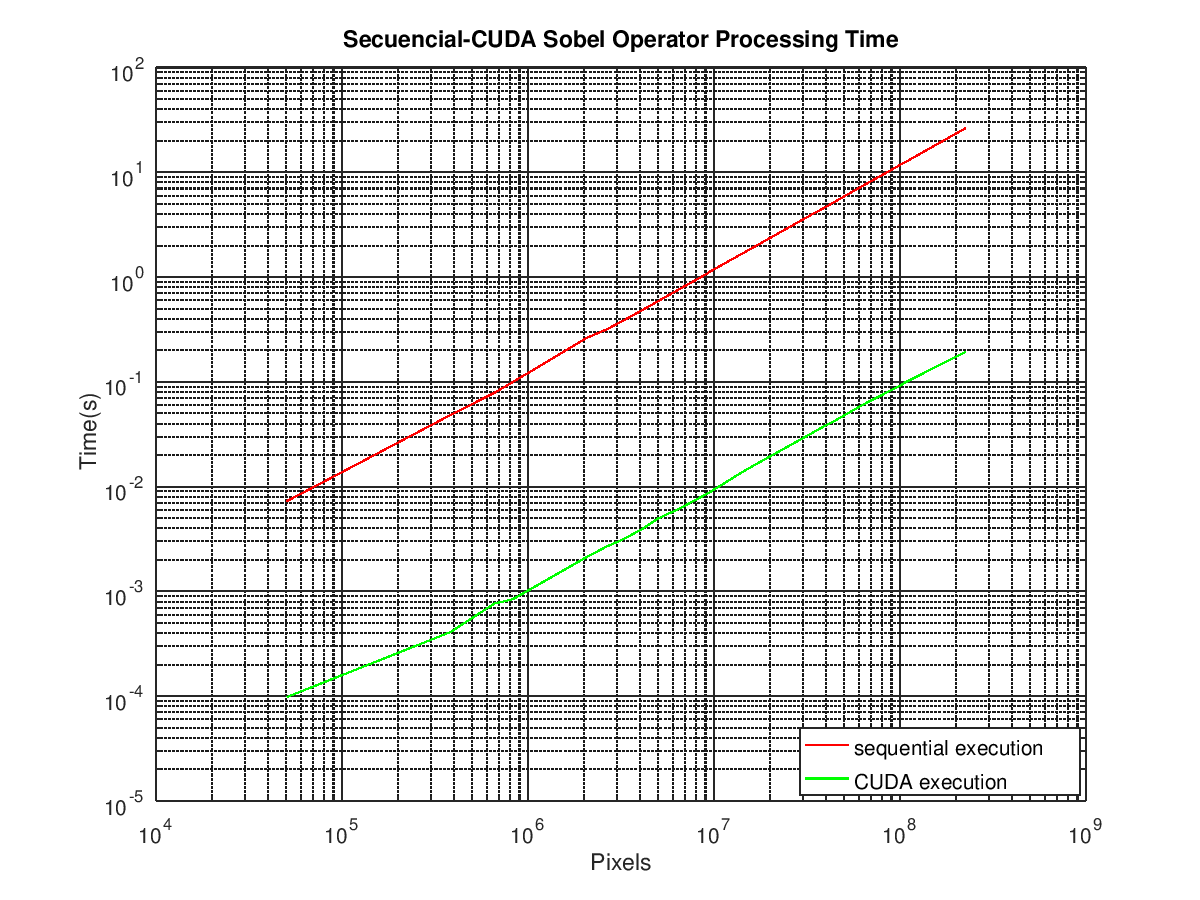 Secuencial-CUDA Sobel Operator Processing Time
10^2
10^1
10^0
10^-1
10^-2
10^-3
10^-4
10^-5
Time(s)
10^4 10^5 10^6 10^7 10^8 10^9
Pixels
sequential execution
CUDA execution